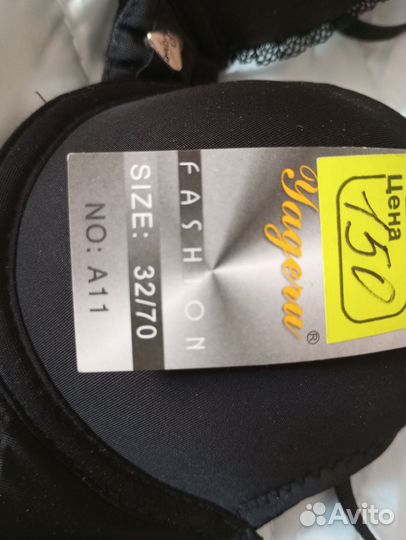 Yageru®
FASHION
SIZE: 32/70
NO: A11
Цена
150
Avito